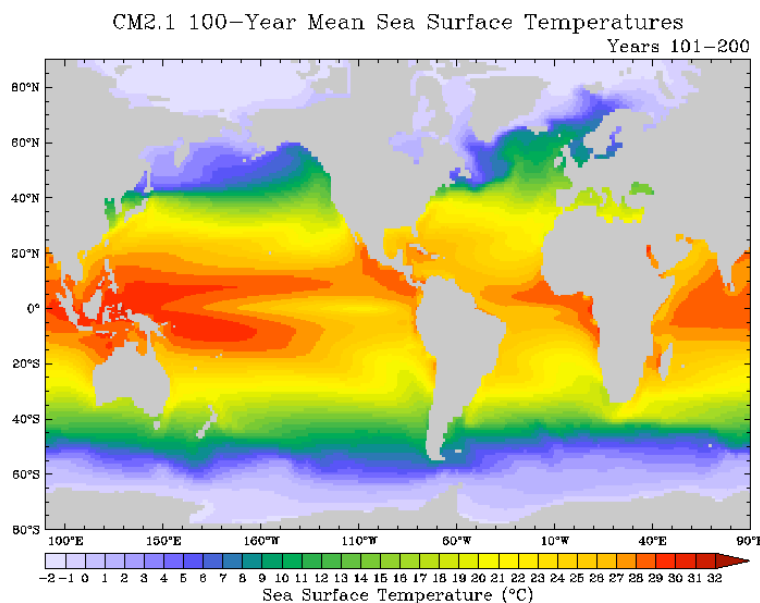 CM2.1 100-Year Mean Sea Surface Temperatures
Years 101-200
80°N
60°N
40°N
20°N
0°
20°S
40°S
60°S
80°S
100°E 150°E 160°W 110°W 60°W 10°W 40°E 90°E
-2 -1 0 1 2 3 4 5 6 7 8 9 10 11 12 13 14 15 16 17 18 19 20 21 22 23 24 25 26 27 28 29 30 31 32
Sea Surface Temperature (°C)